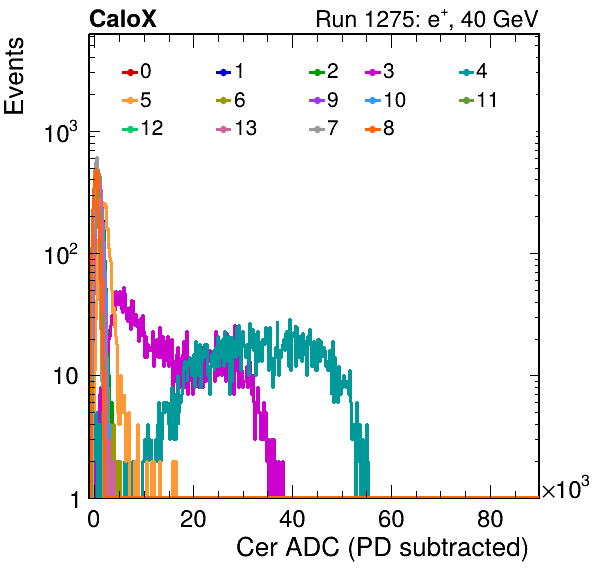 CaloX Run 1275: e⁺, 40 GeV
Events
0 1 2 3 4
5 6 9 10 11
12 13 7 8
10³
10²
10
1
0 20 40 60 80 ×10³
Cer ADC (PD subtracted)